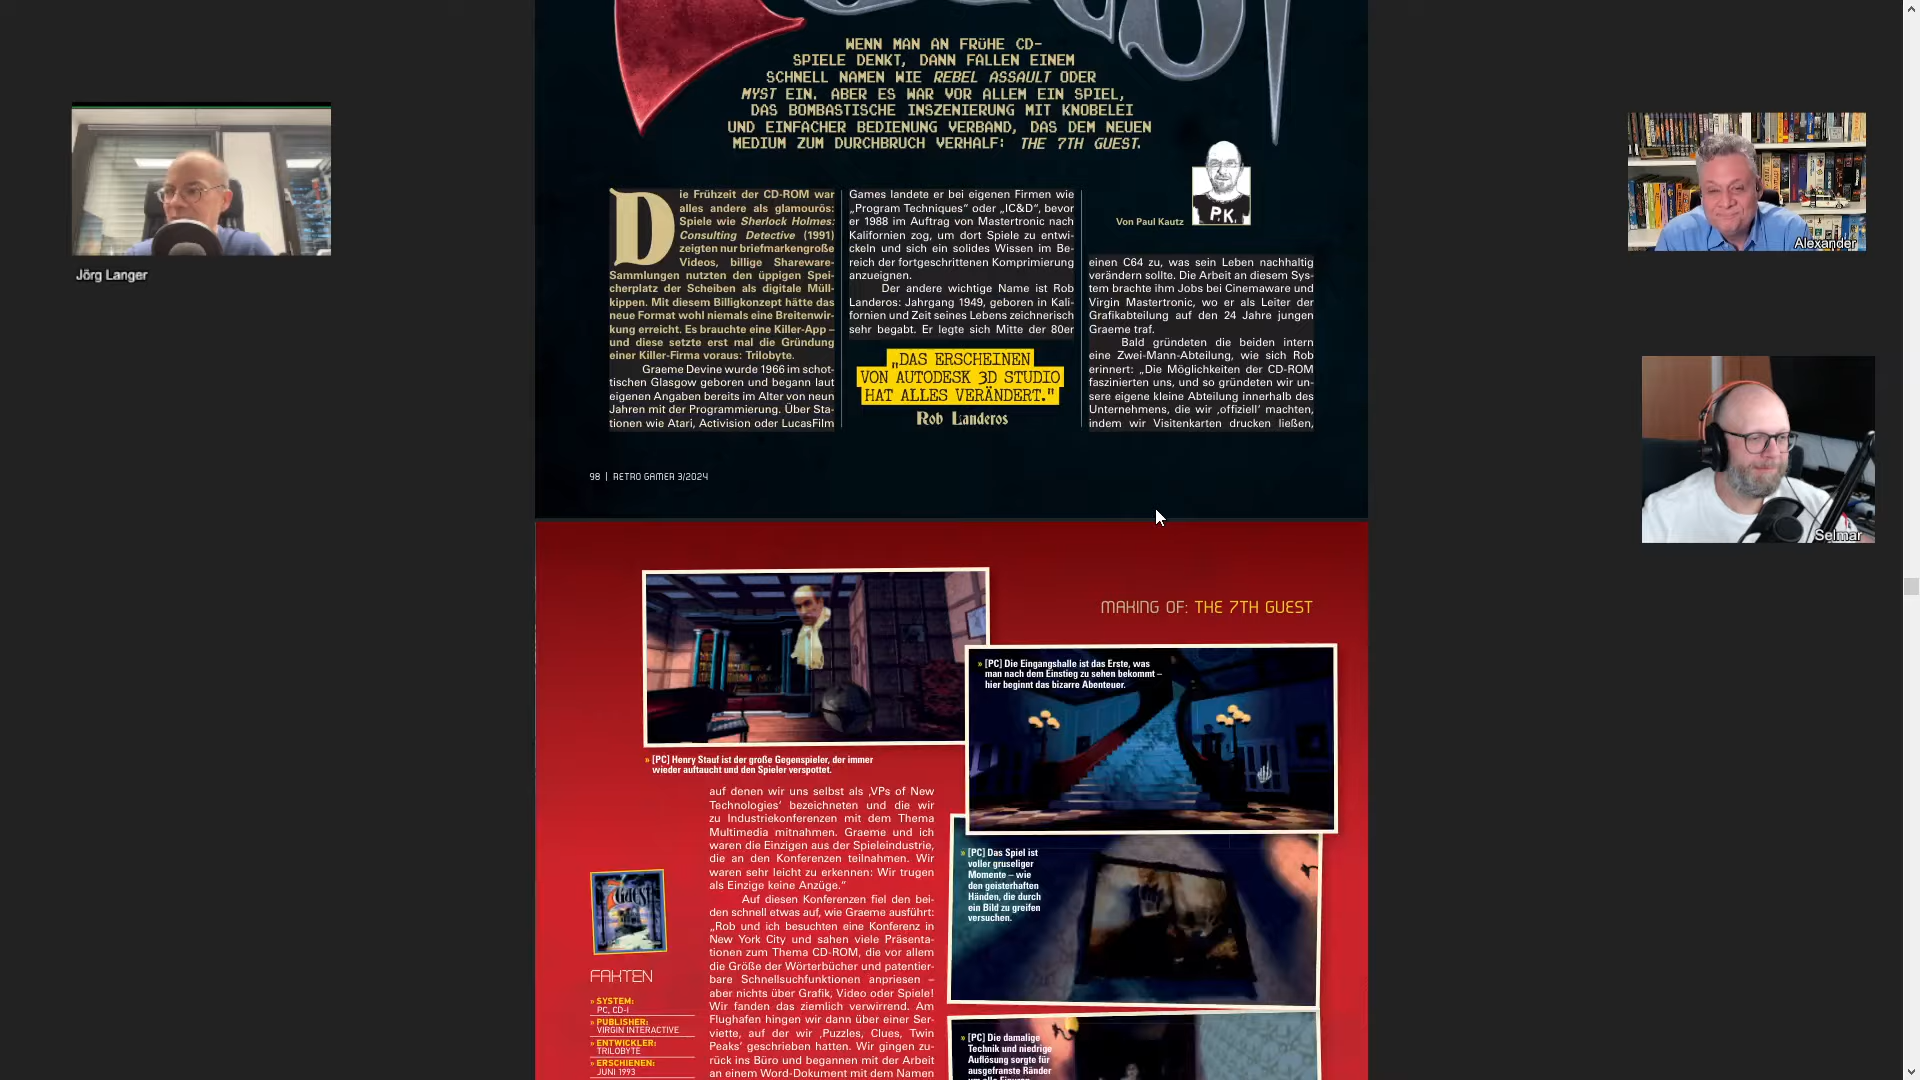 WENN MAN AN FRÜHE CD-
SPIELE DENKT, DANN FALLEN EINEM
SCHNELL NAMEN WIE REBEL ASSAULT ODER
MYST EIN. ABER ES WAR VOR ALLEM EIN SPIEL,
DAS BOMBASTISCHE INSZENIERUNG MIT KNOBELEI
UND EINFACHER BEDIENUNG VERBAND, DAS DEM NEUEN
MEDIUM ZUM DURCHBRUCH VERHALF: THE 7TH GUEST.
Jörg Langer
Alexander
Selmar
P.K.
Von Paul Kautz
Die Frühzeit der CD-ROM war
alles andere als glamourös:
Spiele wie Sherlock Holmes:
Consulting Detective (1991)
zeigten nur briefmarkengroße
Videos, billige Shareware-
Sammlungen nutzten den üppigen Spei-
cherplatz der Scheiben als digitale Müll-
kippen. Mit diesem Billigkonzept hätte das
neue Format wohl niemals eine Breitenwir-
kung erreicht. Es brauchte eine Killer-App –
und diese setzte erst mal die Gründung
einer Killer-Firma voraus: Trilobyte.
Graeme Devine wurde 1966 im schot-
tischen Glasgow geboren und begann laut
eigenen Angaben bereits im Alter von neun
Jahren mit der Programmierung. Über Sta-
tionen wie Atari, Activision oder LucasFilm
Games landete er bei eigenen Firmen wie
„Program Techniques“ oder „IC&D“, bevor
er 1988 im Auftrag von Mastertronic nach
Kalifornien zog, um dort Spiele zu entwi-
ckeln und sich ein solides Wissen im Be-
reich der fortgeschrittenen Komprimierung
anzueignen.
Der andere wichtige Name ist Rob
Landeros: Jahrgang 1949, geboren in Kali-
fornien und Zeit seines Lebens zeichnerisch
sehr begabt. Er legte sich Mitte der 80er
„DAS ERSCHEINEN
VON AUTODESK 3D STUDIO
HAT ALLES VERÄNDERT."
Rob Landeros
einen C64 zu, was sein Leben nachhaltig
verändern sollte. Die Arbeit an diesem Sys-
tem brachte ihm Jobs bei Cinemaware und
Virgin Mastertronic, wo er als Leiter der
Grafikabteilung auf den 24 Jahre jungen
Graeme traf.
Bald gründeten die beiden intern
eine Zwei-Mann-Abteilung, wie sich Rob
erinnert: „Die Möglichkeiten der CD-ROM
faszinierten uns, und so gründeten wir un-
sere eigene kleine Abteilung innerhalb des
Unternehmens, die wir ‚offiziell‘ machten,
indem wir Visitenkarten drucken ließen,
98 | RETRO GAMER 3/2024
MAKING OF: THE 7TH GUEST
» [PC] Die Eingangshalle ist das Erste, was
man nach dem Einstieg zu sehen bekommt –
hier beginnt das bizarre Abenteuer.
» [PC] Henry Stauf ist der große Gegenspieler, der immer
wieder auftaucht und den Spieler verspottet.
auf denen wir uns selbst als ‚VPs of New
Technologies‘ bezeichneten und die wir
zu Industriekonferenzen mit dem Thema
Multimedia mitnahmen. Graeme und ich
waren die Einzigen aus der Spieleindustrie,
die an den Konferenzen teilnahmen. Wir
waren sehr leicht zu erkennen: Wir trugen
als Einzige keine Anzüge.“
Auf diesen Konferenzen fiel den bei-
den schnell etwas auf, wie Graeme ausführt:
„Rob und ich besuchten eine Konferenz in
New York City und sahen viele Präsenta-
tionen zum Thema CD-ROM, die vor allem
die Größe der Wörterbücher und patentier-
bare Schnellsuchfunktionen anpriesen –
aber nichts über Grafik, Video oder Spiele!
Wir fanden das ziemlich verwirrend. Am
Flughafen hingen wir dann über einer Ser-
viette, auf der wir ‚Puzzles, Clues, Twin
Peaks‘ geschrieben hatten. Wir gingen zu-
rück ins Büro und begannen mit der Arbeit
an einem Word-Dokument mit dem Namen
» [PC] Das Spiel ist
voller gruseliger
Momente – wie
den geisterhaften
Händen, die durch
ein Bild zu greifen
versuchen.
» [PC] Die damalige
Technik und niedrige
Auflösung sorgte für
ausgefranste Ränder
7 Guest
FAKTEN
» SYSTEM:
PC, CD-I
» PUBLISHER:
VIRGIN INTERACTIVE
» ENTWICKLER:
TRILOBYTE
» ERSCHIENEN:
JUNI 1993